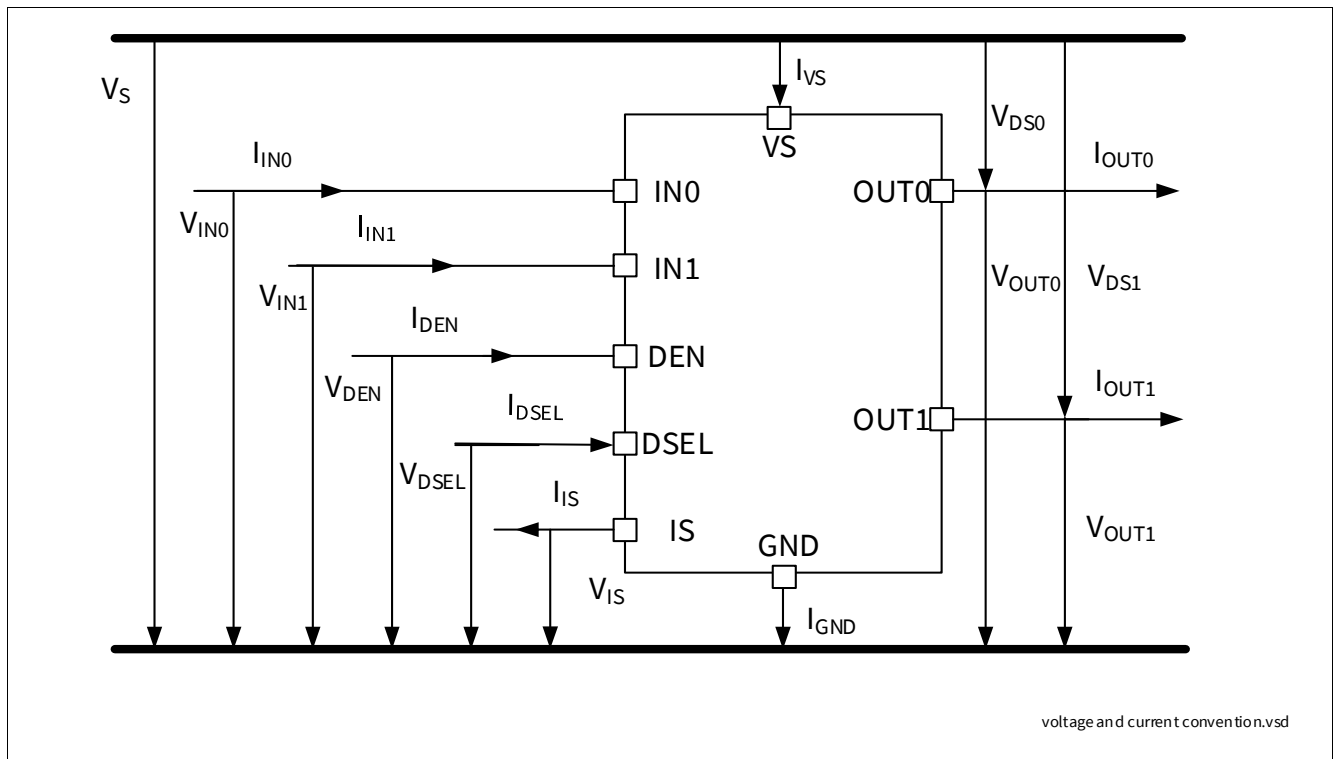 V_S
I_VS
VS
V_DS0
I_OUT0
I_IN0
IN0
OUT0
V_IN0
I_IN1
IN1
V_OUT0
V_DS1
V_IN1
I_DEN
DEN
V_DEN
I_OUT1
I_DSEL
OUT1
DSEL
V_DSEL
I_IS
IS
V_OUT1
GND
V_IS
I_GND
voltage and current convention.vsd